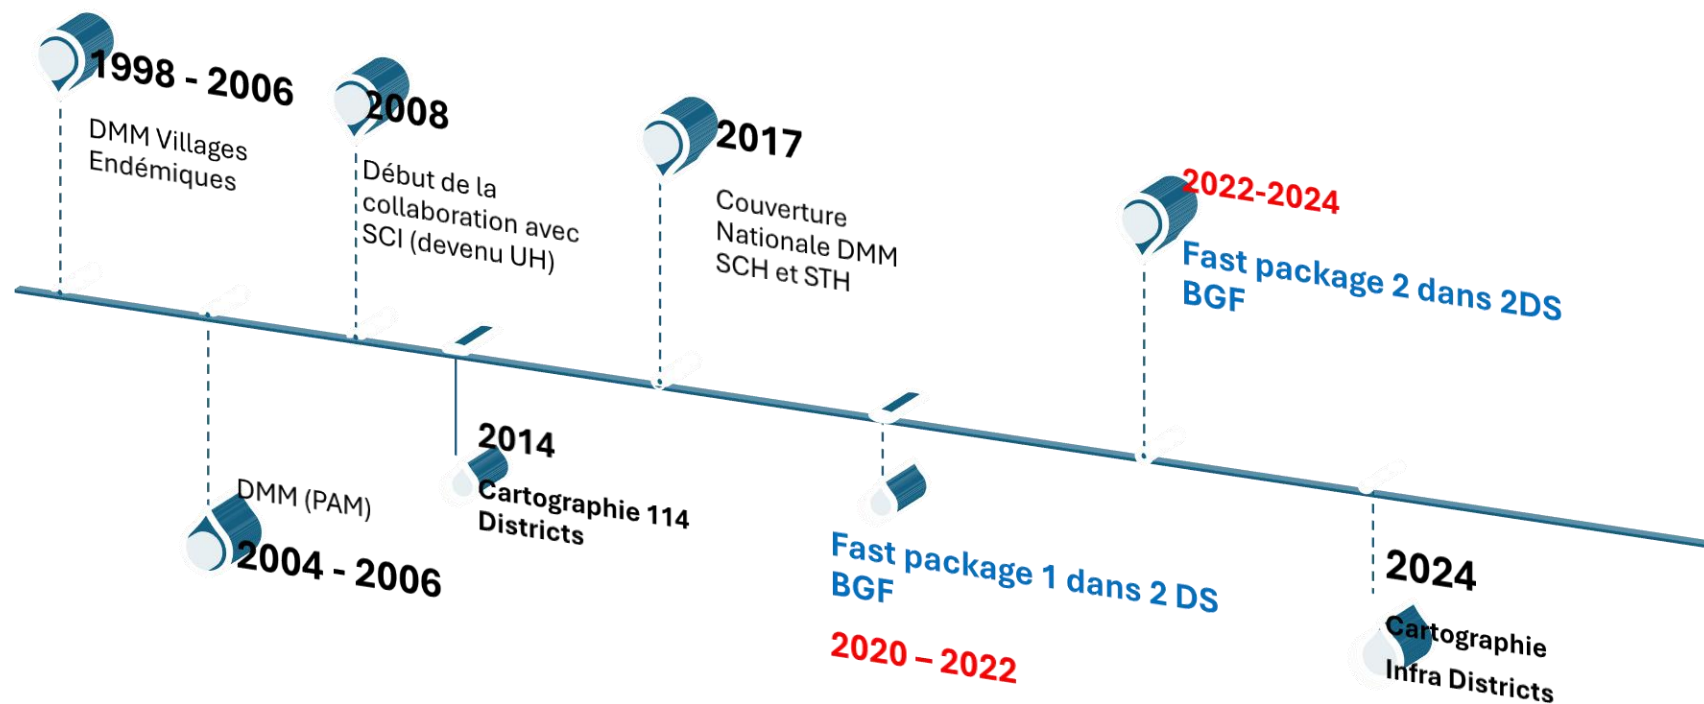 1998 - 2006
DMM Villages
Endémiques
2008
Début de la
collaboration avec
SCI (devenu UH)
2017
Couverture
Nationale DMM
SCH et STH
2022-2024
Fast package 2 dans 2DS
BGF
DMM (PAM)
2004 - 2006
2014
Cartographie 114
Districts
Fast package 1 dans 2 DS
BGF
2020 – 2022
2024
Cartographie
Infra Districts